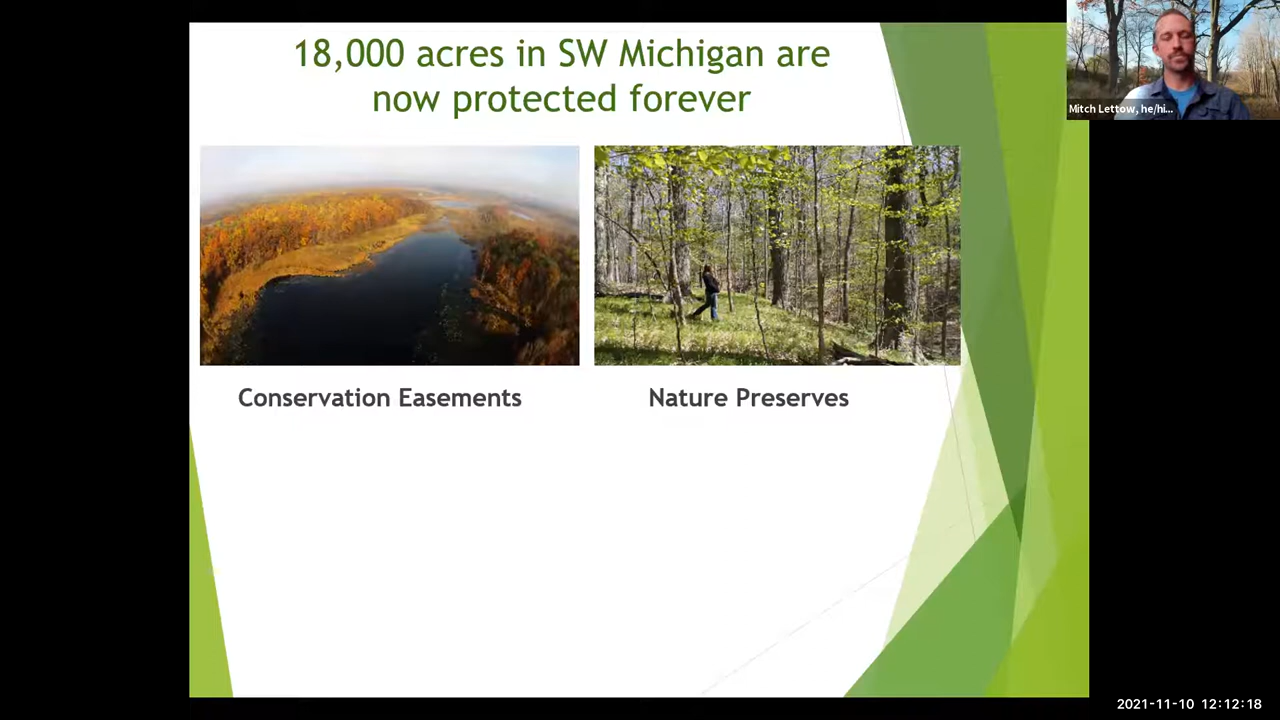 18,000 acres in SW Michigan are
now protected forever
Mitch Lettow, he/hi...
Conservation Easements
Nature Preserves
2021-11-10 12:12:18